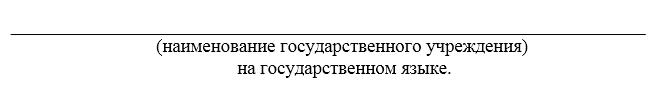 (наименование государственного учреждения)
на государственном языке.